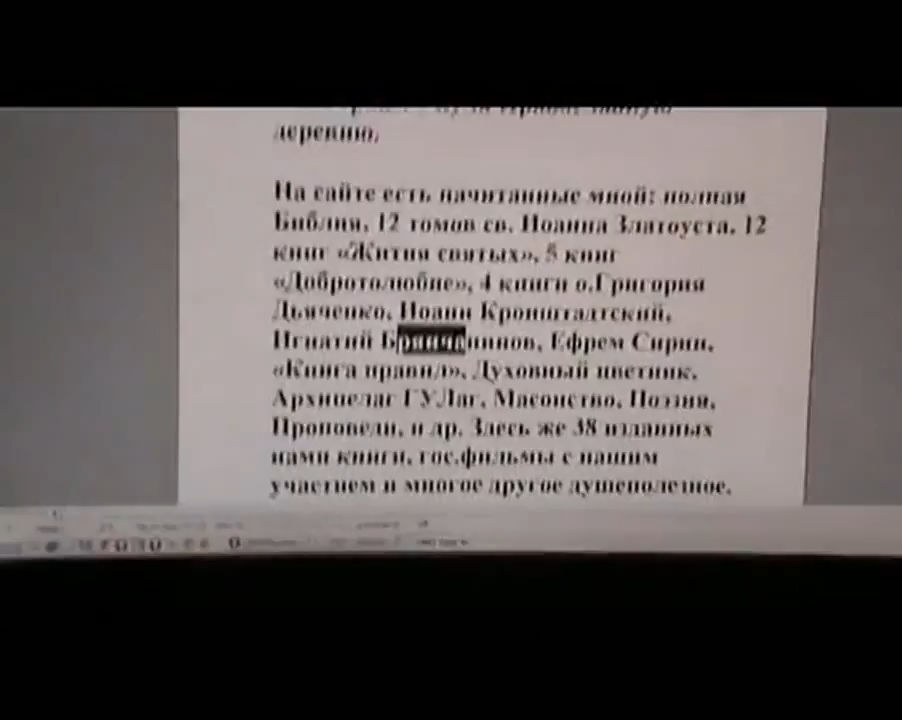 деревню.
На сайте есть начитанные мной: полная
Библия, 12 томов св. Иоанна Златоуста, 12
книг «Жития святых», 5 книг
«Добротолюбие», 4 книги о.Григория
Дьяченко, Иоанн Кронштадтский,
Игнатий Брянчанинов, Ефрем Сирин,
«Книга правил», Духовный цветник,
Архипелаг ГУЛаг, Масонство, Поэзия,
Проповеди, и др. Здесь же 38 изданных
нами книги, гос.фильмы с нашим
участием и многое другое душеполезное.